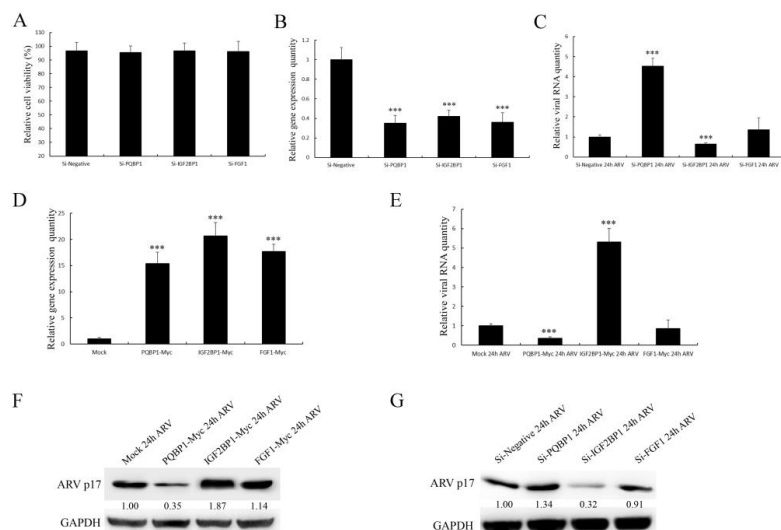 A
Relative cell viability (%)
110
100
90
80
70
60
50
40
30
20
Si-Negative
Si-PQBP1
Si-IGF2BP1
Si-FGF1
B
Relative gene expression quantity
1.2
1
0.8
0.6
0.4
0.2
0
***
***
***
Si-Negative
Si-PQBP1
Si-IGF2BP1
Si-FGF1
C
Relative viral RNA quantity
6
5
4
3
2
1
0
***
***
Si-Negative 24h ARV
Si-PQBP1 24h ARV
Si-IGF2BP1 24h ARV
Si-FGF1 24h ARV
D
Relative gene expression quantity
25
20
15
10
5
0
***
***
***
Mock
PQBP1-Myc
IGF2BP1-Myc
FGF1-Myc
E
Relative viral RNA quantity
7
6
5
4
3
2
1
0
***
***
Mock 24h ARV
PQBP1-Myc 24h ARV
IGF2BP1-Myc 24h ARV
FGF1-Myc 24h ARV
F
Mock 24h ARV
PQBP1-Myc 24h ARV
IGF2BP1-Myc 24h ARV
FGF1-Myc 24h ARV
ARV p17
1.00 0.35 1.87 1.14
GAPDH
G
Si-Negative 24h ARV
Si-PQBP1 24h ARV
Si-IGF2BP1 24h ARV
Si-FGF1 24h ARV
ARV p17
1.00 1.34 0.32 0.91
GAPDH